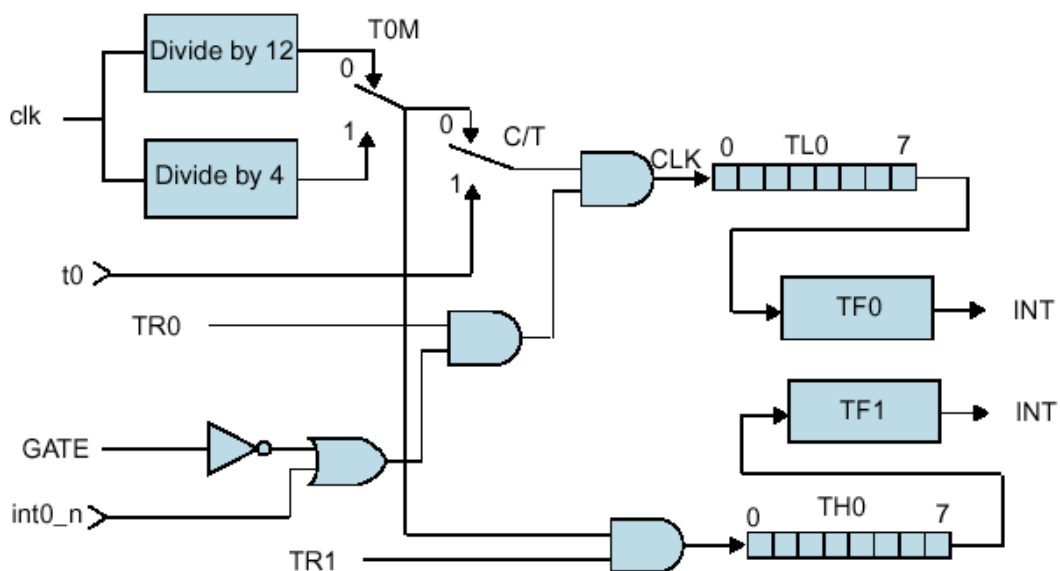 T0M
Divide by 12
0
clk
1
Divide by 4
0
C/T
1
CLK
0 TL0 7
t0
TR0
TF0
INT
TF1
INT
GATE
int0_n
TR1
0 TH0 7